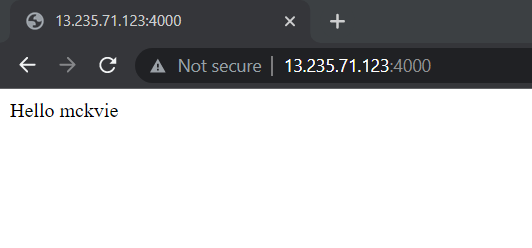 13.235.71.123:4000
Not secure | 13.235.71.123:4000
Hello mckvie